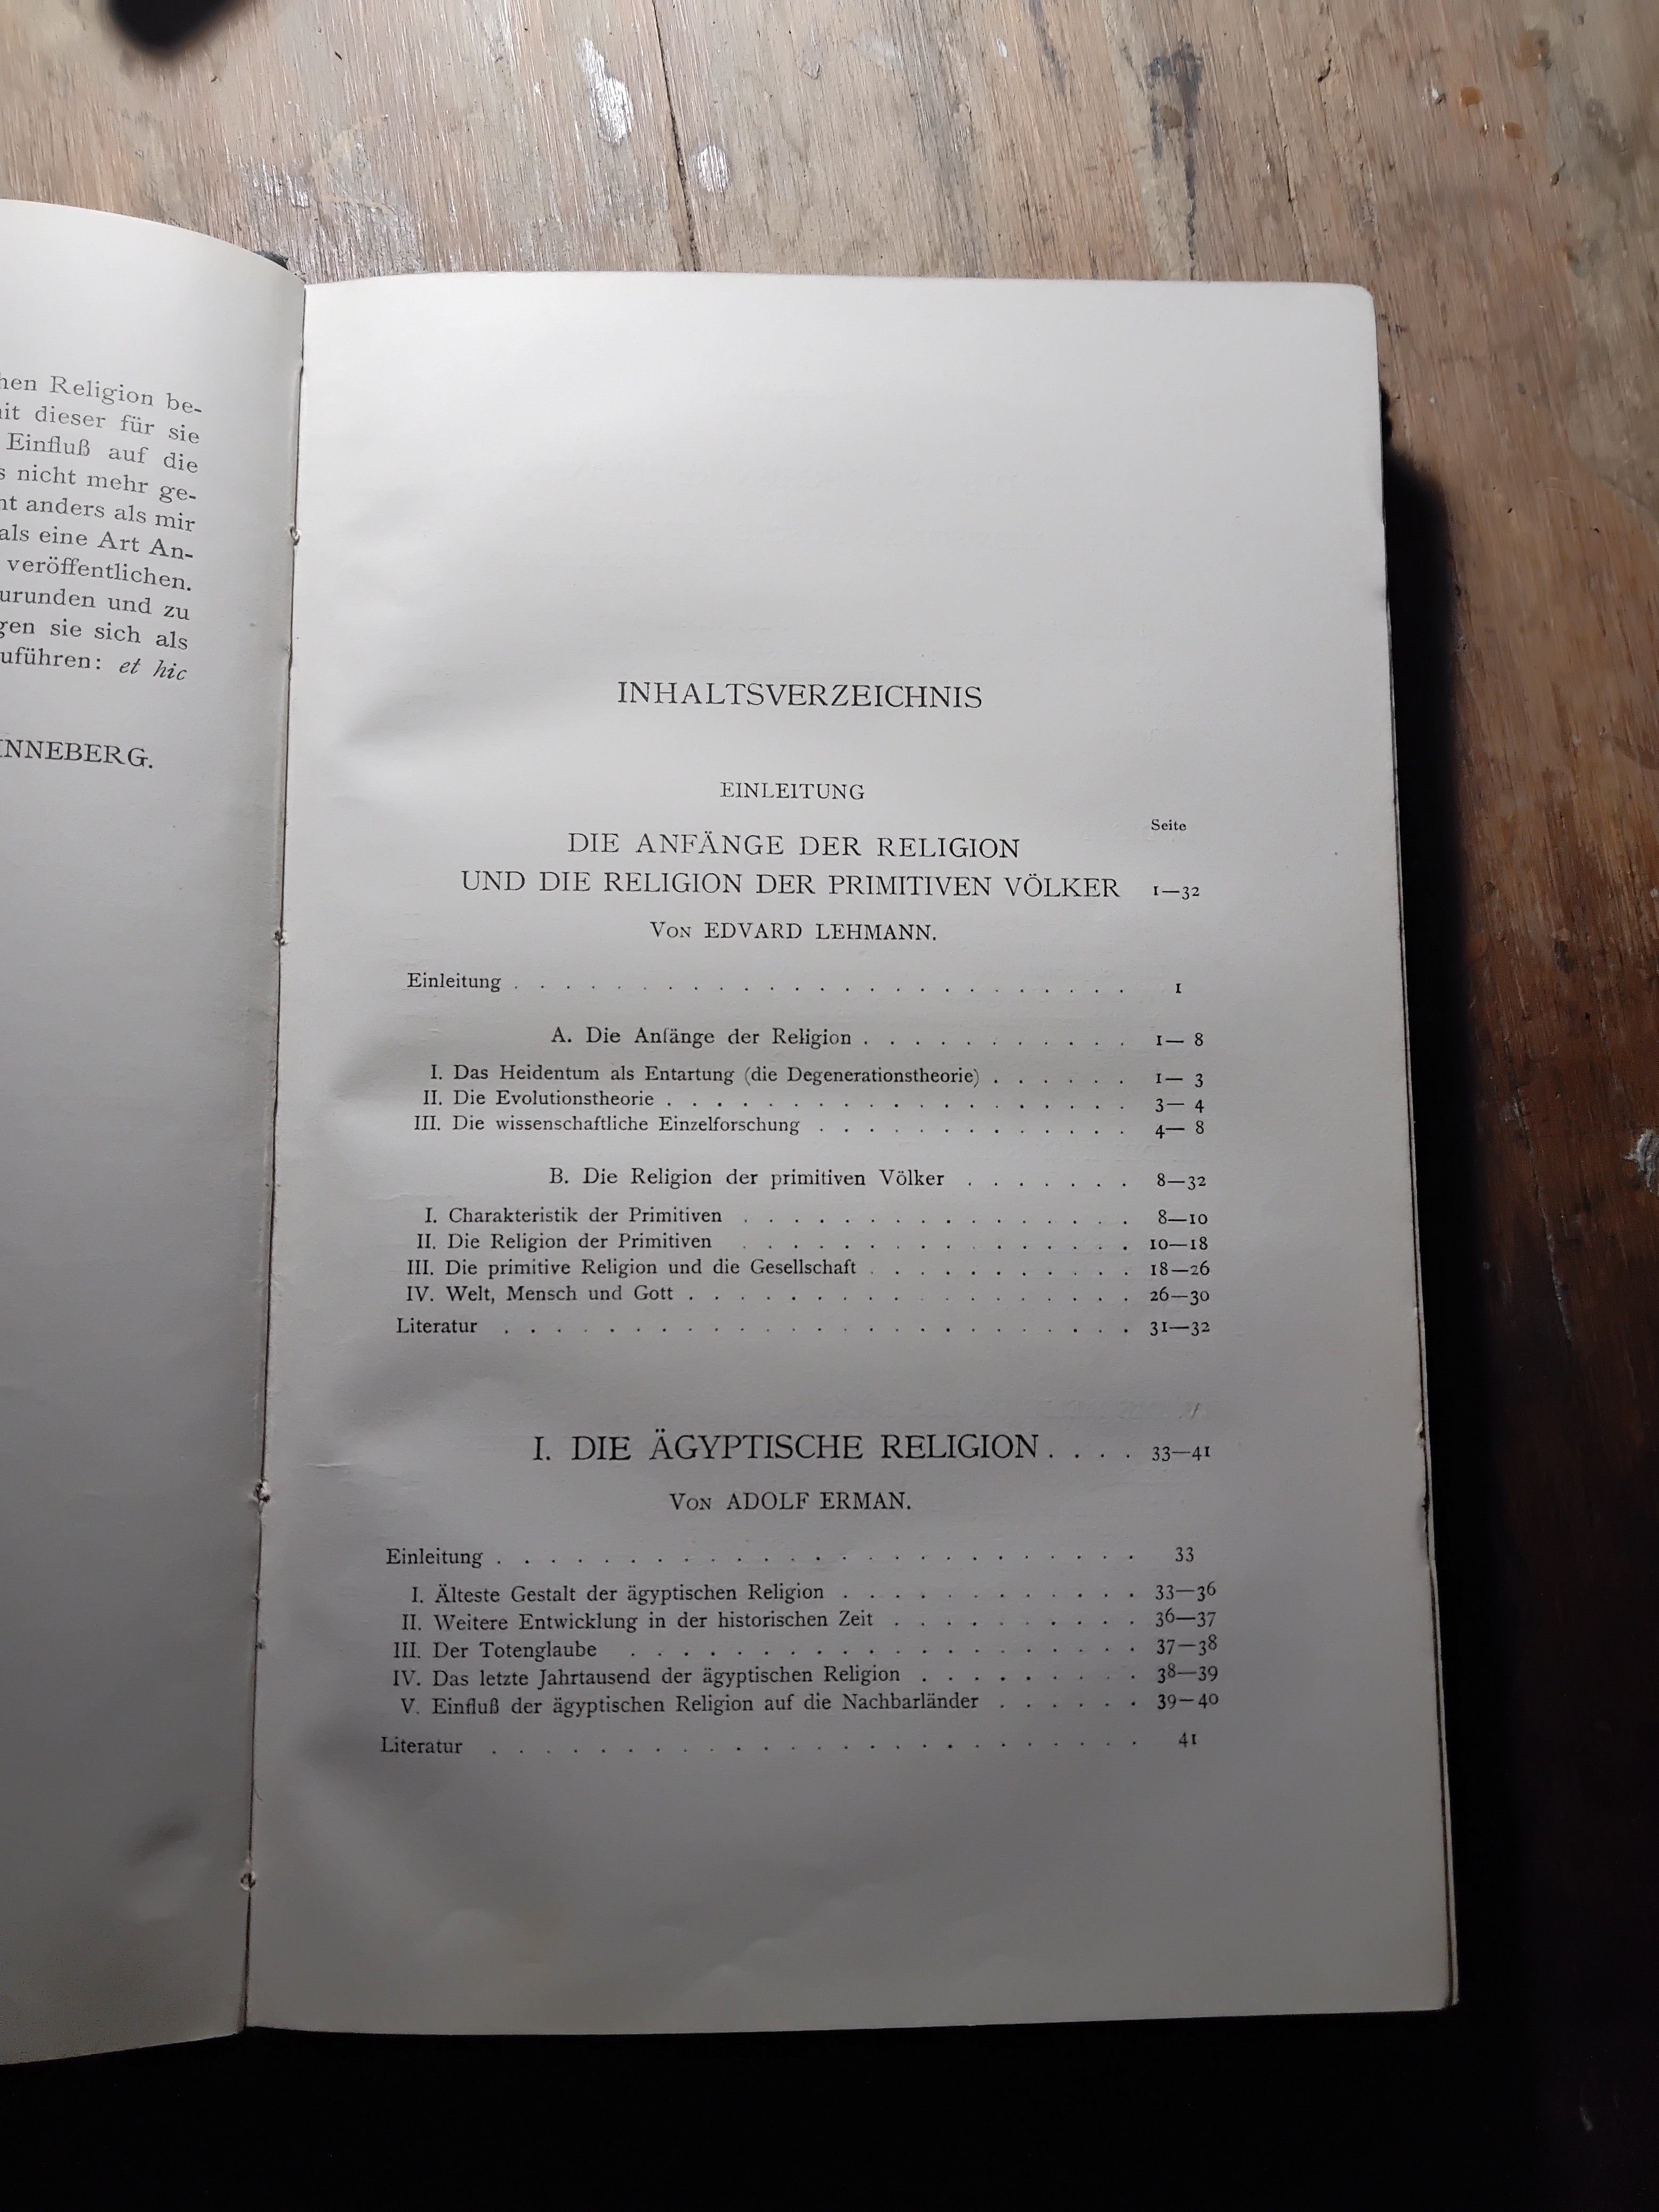 hen Religion be-
it dieser für sie
Einfluß auf die
s nicht mehr ge-
ht anders als mir
als eine Art An-
veröffentlichen.
urunden und zu
gen sie sich als
uführen: et hic
INNEBERG.
INHALTSVERZEICHNIS
EINLEITUNG
Seite
DIE ANFÄNGE DER RELIGION
UND DIE RELIGION DER PRIMITIVEN VÖLKER 1—32
Von EDVARD LEHMANN.
Einleitung . . . . . . . . . . . . . . . . . . . . . . . . 1
A. Die Anfänge der Religion . . . . . . . . . . . 1— 8
I. Das Heidentum als Entartung (die Degenerationstheorie) . . . . . . 1— 3
II. Die Evolutionstheorie . . . . . . . . . . . . . . . . . . 3— 4
III. Die wissenschaftliche Einzelforschung . . . . . . . . . . . . . 4— 8
B. Die Religion der primitiven Völker . . . . . . . 8—32
I. Charakteristik der Primitiven . . . . . . . . . . . . . . . . 8—10
II. Die Religion der Primitiven . . . . . . . . . . . . . . . . 10—18
III. Die primitive Religion und die Gesellschaft . . . . . . . . . . . 18—26
IV. Welt, Mensch und Gott . . . . . . . . . . . . . . . . . . 26—30
Literatur . . . . . . . . . . . . . . . . . . . . . . . . . 31—32
I. DIE ÄGYPTISCHE RELIGION . . . . 33—41
Von ADOLF ERMAN.
Einleitung . . . . . . . . . . . . . . . . . . . . . . . . . 33
I. Älteste Gestalt der ägyptischen Religion . . . . . . . . . . . . 33—36
II. Weitere Entwicklung in der historischen Zeit . . . . . . . . . . 36—37
III. Der Totenglaube . . . . . . . . . . . . . . . . . . . . 37—38
IV. Das letzte Jahrtausend der ägyptischen Religion . . . . . . . . . 38—39
V. Einfluß der ägyptischen Religion auf die Nachbarländer . . . . . . 39—40
Literatur . . . . . . . . . . . . . . . . . . . . . . . . . 41